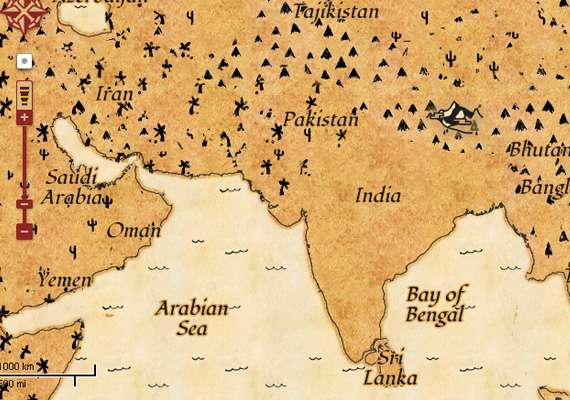 Azerbaijan
Tajikistan
Iran
Pakistan
Bhutan
Saudi
Arabia
Bangl
India
Oman
Yemen
Arabian
Sea
Bay of
Bengal
Sri
Lanka
1000 km
500 mi